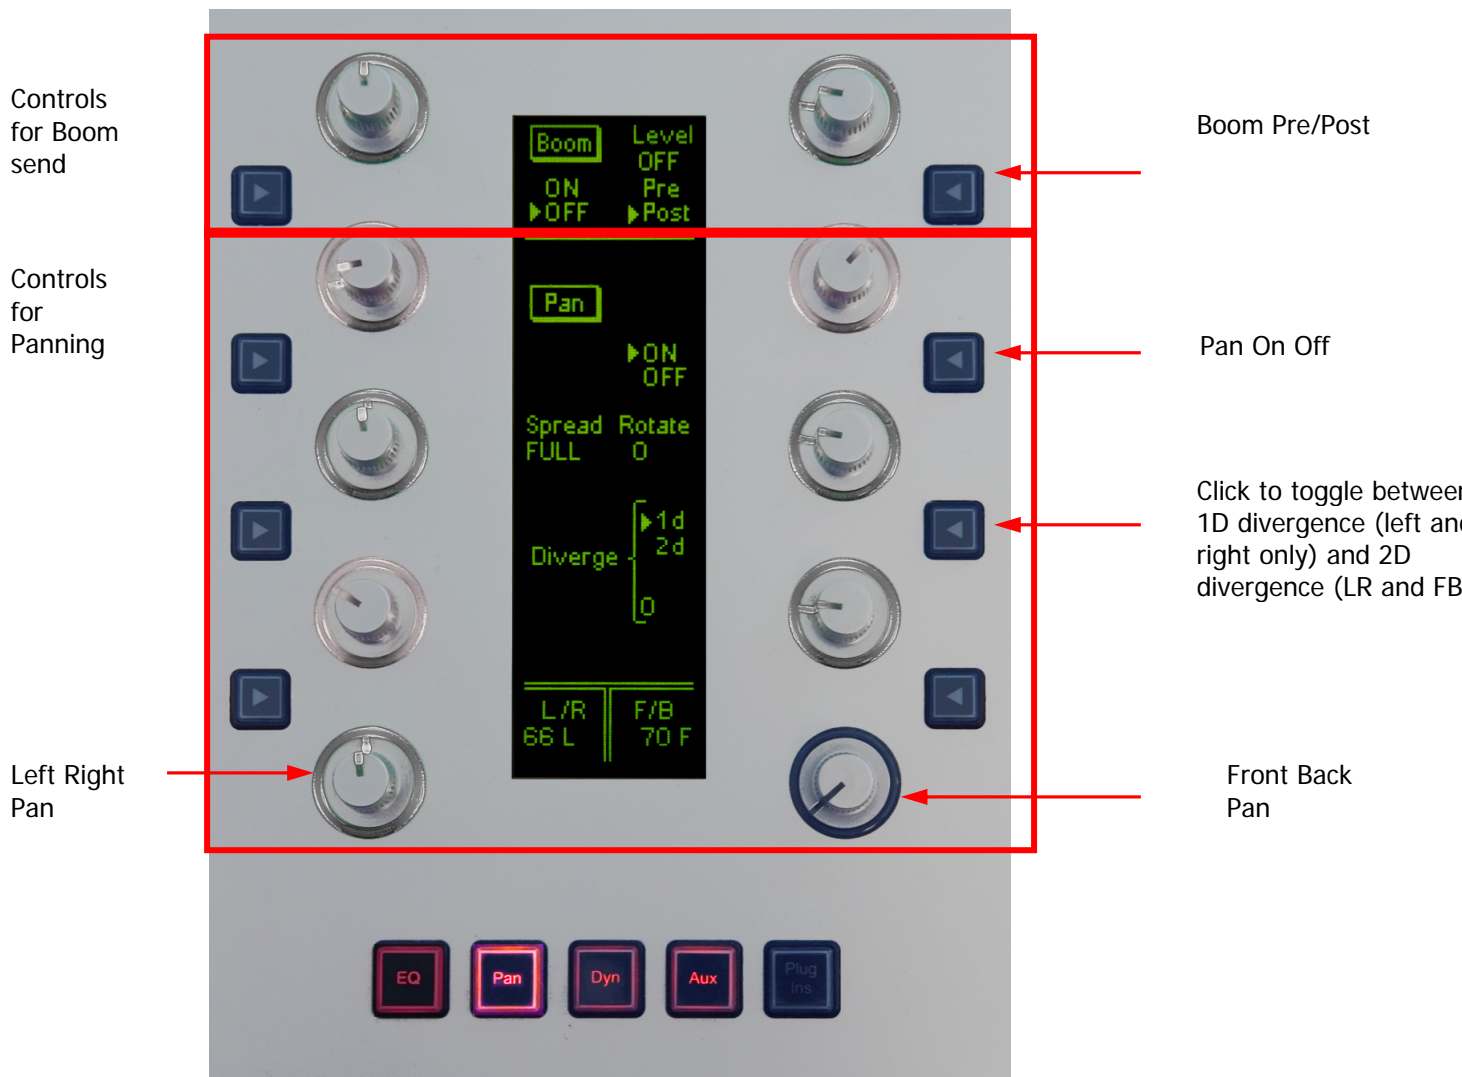 Controls
for Boom
send
Boom Level
OFF
ON Pre
▶OFF ▶Post
Boom Pre/Post
Controls
for
Panning
Pan
▶ON
OFF
Pan On Off
Spread Rotate
FULL 0
▶1d
2d
Diverge
0
Click to toggle between
1D divergence (left and
right only) and 2D
divergence (LR and FB
L/R F/B
66 L 70 F
Left Right
Pan
Front Back
Pan
EQ Pan Dyn Aux Plug
Ins